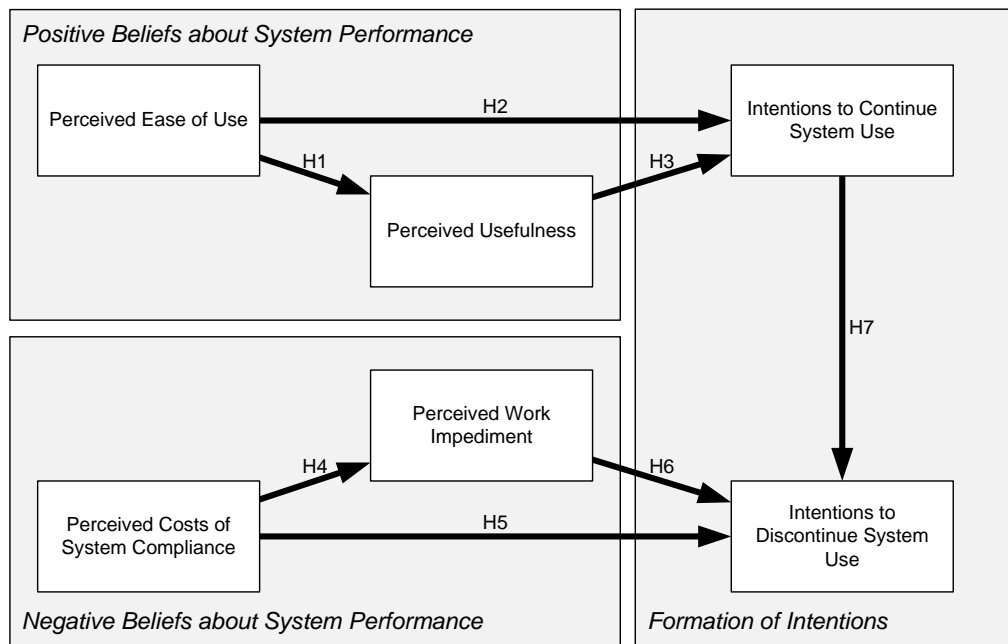 Positive Beliefs about System Performance
Perceived Ease of Use
H2
Intentions to Continue
System Use
H1
H3
Perceived Usefulness
H7
Perceived Work
Impediment
H4
H6
Perceived Costs of
System Compliance
H5
Intentions to
Discontinue System
Use
Negative Beliefs about System Performance
Formation of Intentions